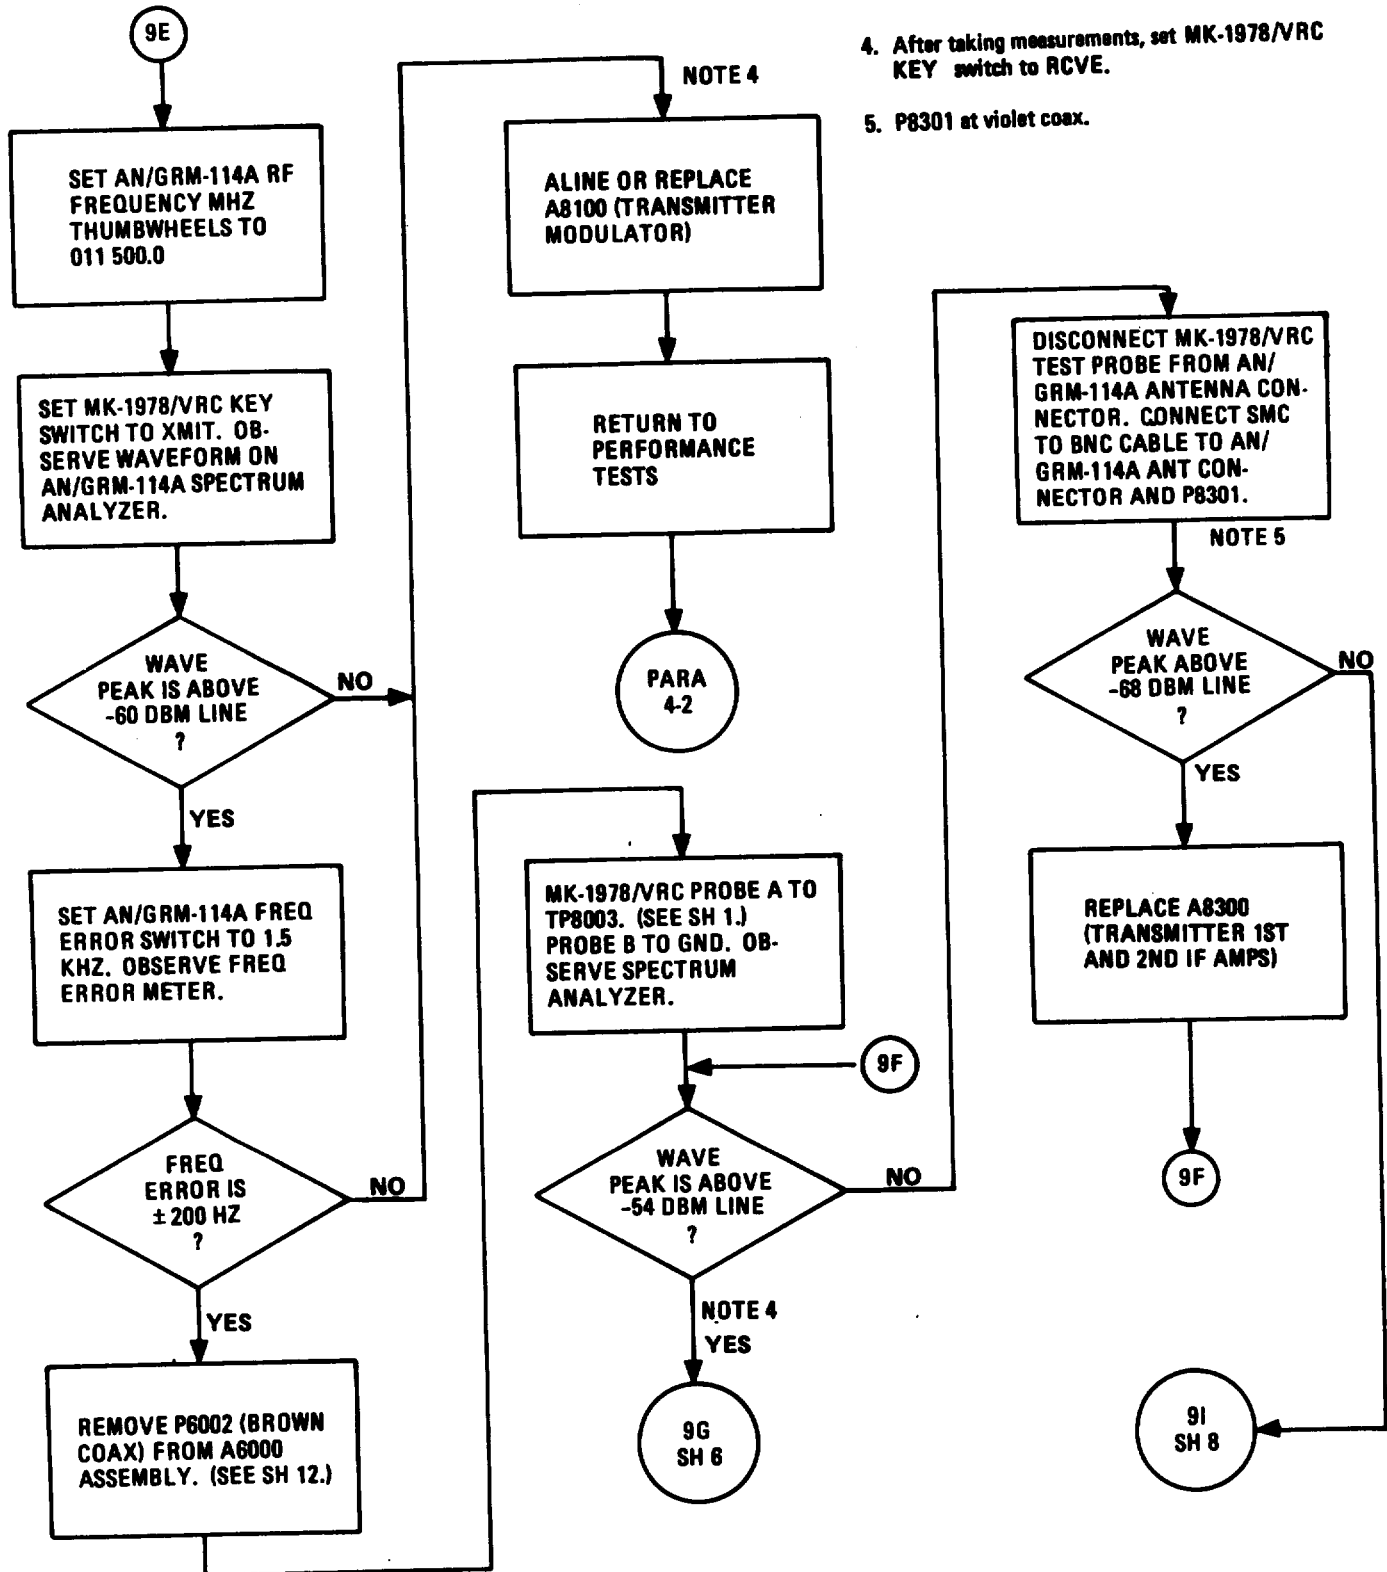 9E
SET AN/GRM-114A RF
FREQUENCY MHZ
THUMBWHEELS TO
011 500.0
SET MK-1978/VRC KEY
SWITCH TO XMIT. OB-
SERVE WAVEFORM ON
AN/GRM-114A SPECTRUM
ANALYZER.
WAVE
PEAK IS ABOVE
-60 DBM LINE
?
NO
YES
SET AN/GRM-114A FREQ
ERROR SWITCH TO 1.5
KHZ. OBSERVE FREQ
ERROR METER.
FREQ
ERROR IS
± 200 HZ
?
NO
YES
REMOVE P6002 (BROWN
COAX) FROM A6000
ASSEMBLY. (SEE SH 12.)
NOTE 4
ALINE OR REPLACE
A8100 (TRANSMITTER
MODULATOR)
RETURN TO
PERFORMANCE
TESTS
PARA
4-2
MK-1978/VRC PROBE A TO
TP8003. (SEE SH 1.)
PROBE B TO GND. OB-
SERVE SPECTRUM
ANALYZER.
9F
WAVE
PEAK IS ABOVE
-54 DBM LINE
?
NO
NOTE 4
YES
9G
SH 6
4. After taking measurements, set MK-1978/VRC
KEY switch to RCVE.
5. P8301 at violet coax.
DISCONNECT MK-1978/VRC
TEST PROBE FROM AN/
GRM-114A ANTENNA CON-
NECTOR. CONNECT SMC
TO BNC CABLE TO AN/
GRM-114A ANT CON-
NECTOR AND P8301.
NOTE 5
WAVE
PEAK ABOVE
-68 DBM LINE
?
NO
YES
REPLACE A8300
(TRANSMITTER 1ST
AND 2ND IF AMPS)
9F
9I
SH 8